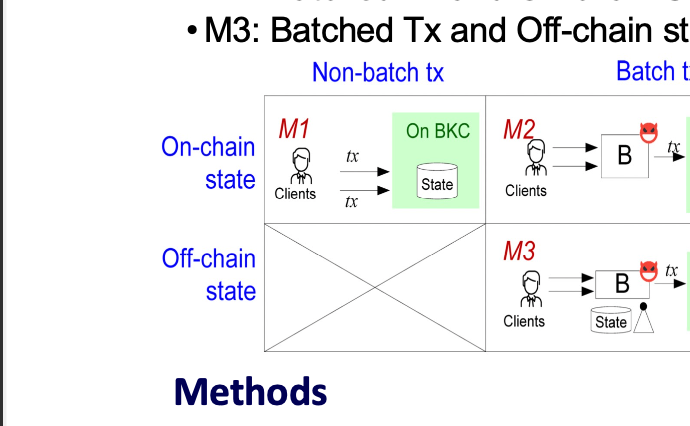 • M3: Batched Tx and Off-chain st
Non-batch tx
Batch t
On-chain
state
M1
tx
tx
Clients
On BKC
State
M2
Clients
B
tx
Off-chain
state
M3
Clients
B
tx
State
Methods